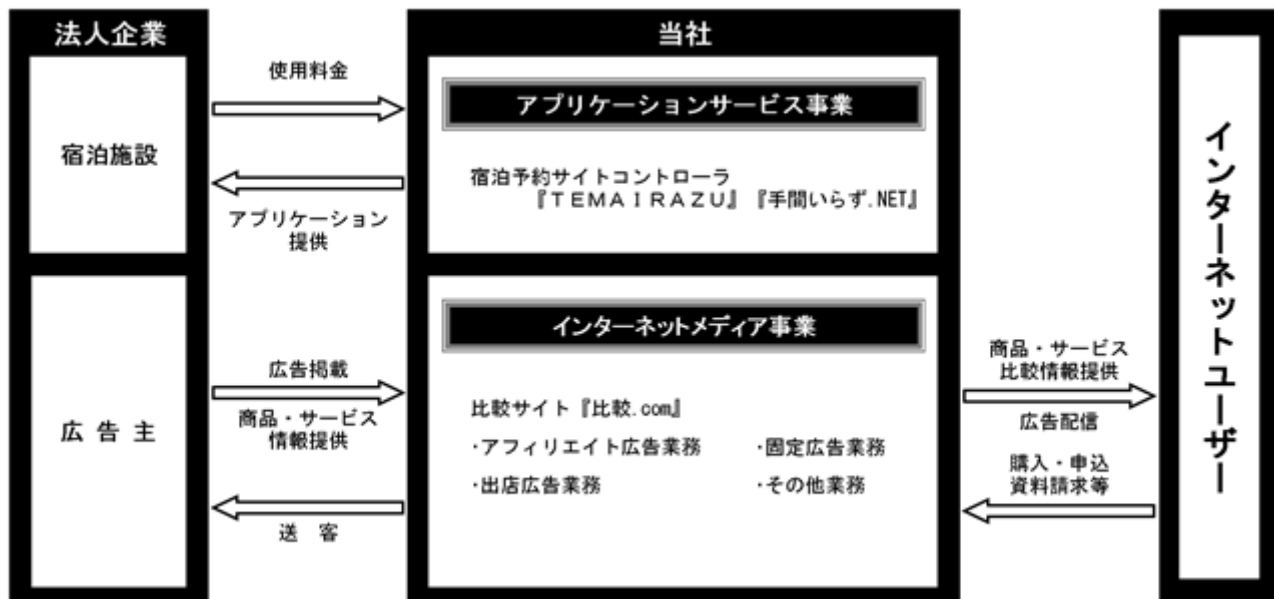 法人企業
宿泊施設
広 告 主
使用料金
アプリケーション
提供
広告掲載
商品・サービス
情報提供
送 客
当社
アプリケーションサービス事業
宿泊予約サイトコントローラ
『ＴＥＭＡＩＲＡＺＵ』『手間いらず.NET』
インターネットメディア事業
比較サイト『比較.com』
・アフィリエイト広告業務 ・固定広告業務
・出店広告業務 ・その他業務
商品・サービス
比較情報提供
広告配信
購入・申込
資料請求等
インターネットユーザー